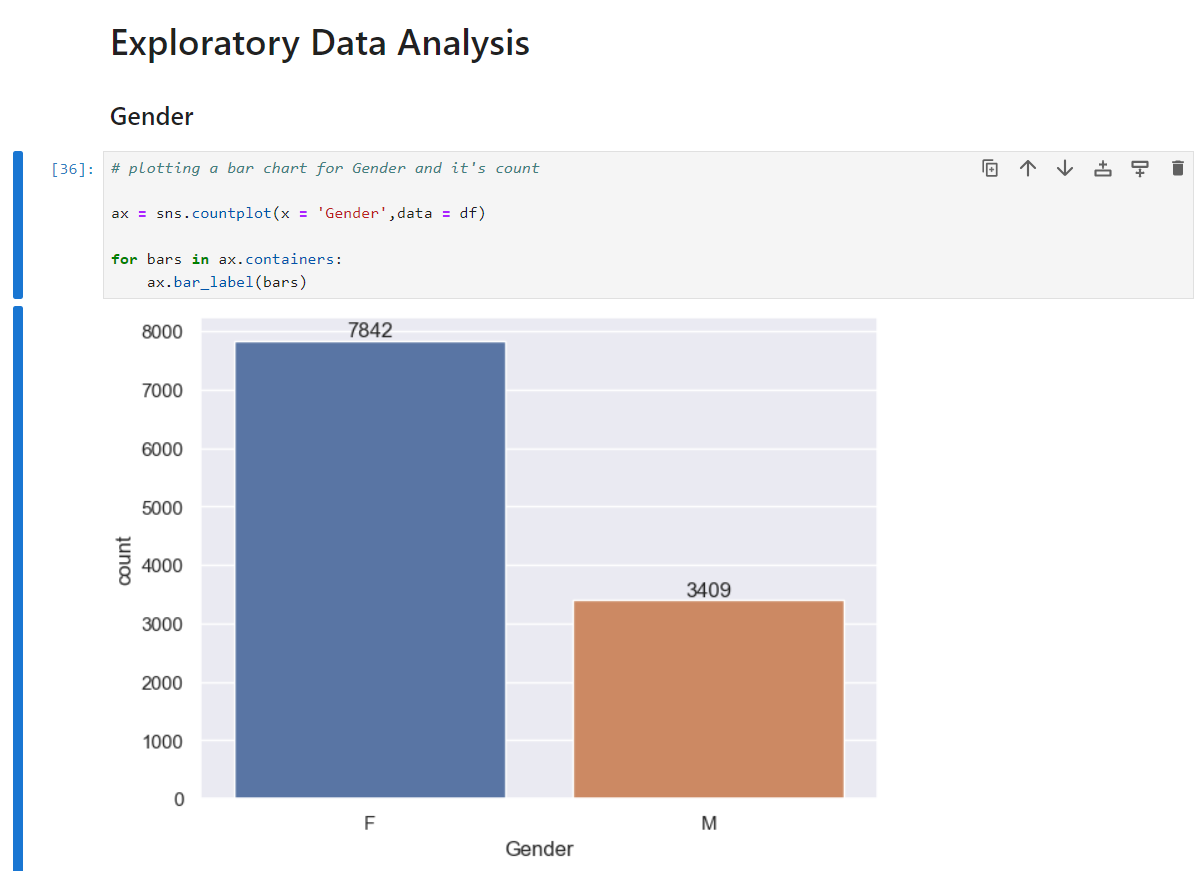 Exploratory Data Analysis
Gender
[36]:
# plotting a bar chart for Gender and it's count
ax = sns.countplot(x = 'Gender',data = df)
for bars in ax.containers:
    ax.bar_label(bars)
8000
7000
6000
5000
4000
3000
2000
1000
0
count
7842
3409
F
M
Gender